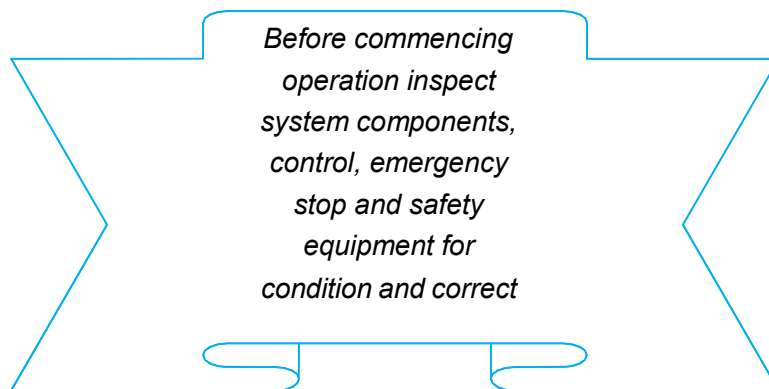 Before commencing
operation inspect
system components,
control, emergency
stop and safety
equipment for
condition and correct